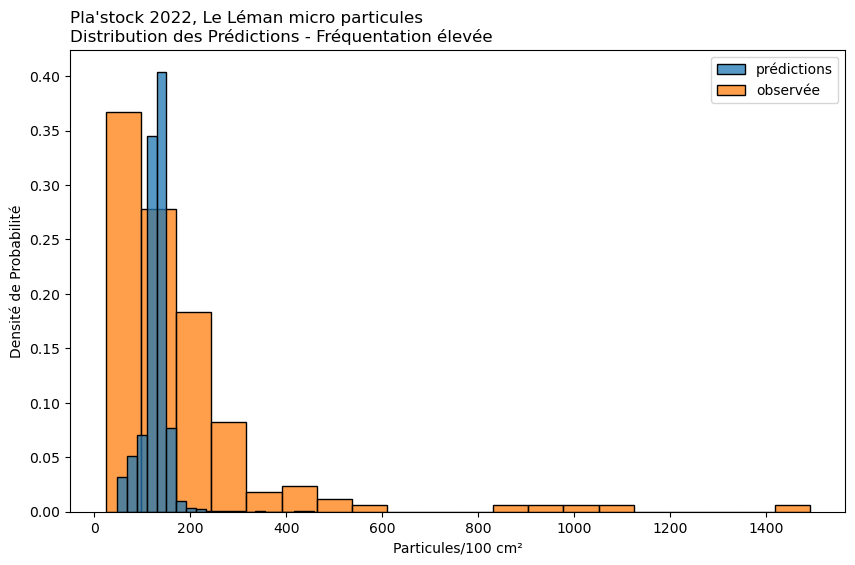 Pla'stock 2022, Le Léman micro particules
Distribution des Prédictions - Fréquentation élevée
prédictions
observée
Densité de Probabilité
0.40
0.35
0.30
0.25
0.20
0.15
0.10
0.05
0.00
0
200
400
600
800
1000
1200
1400
Particules/100 cm²